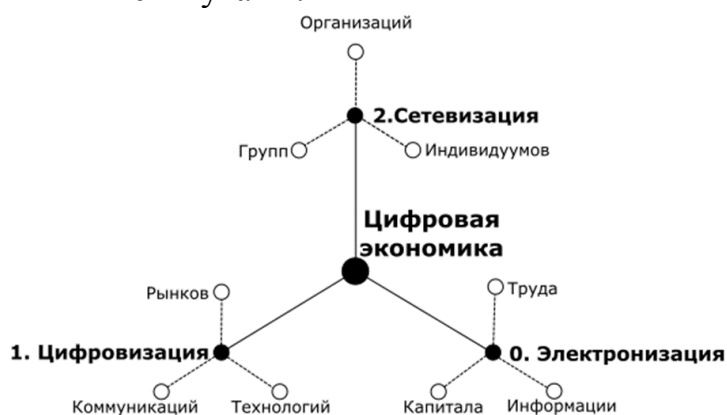 Организаций
2.Сетевизация
Групп
Индивидуумов
Цифровая
экономика
Рынков
Труда
1. Цифровизация
0. Электронизация
Коммуникаций
Технологий
Капитала
Информации